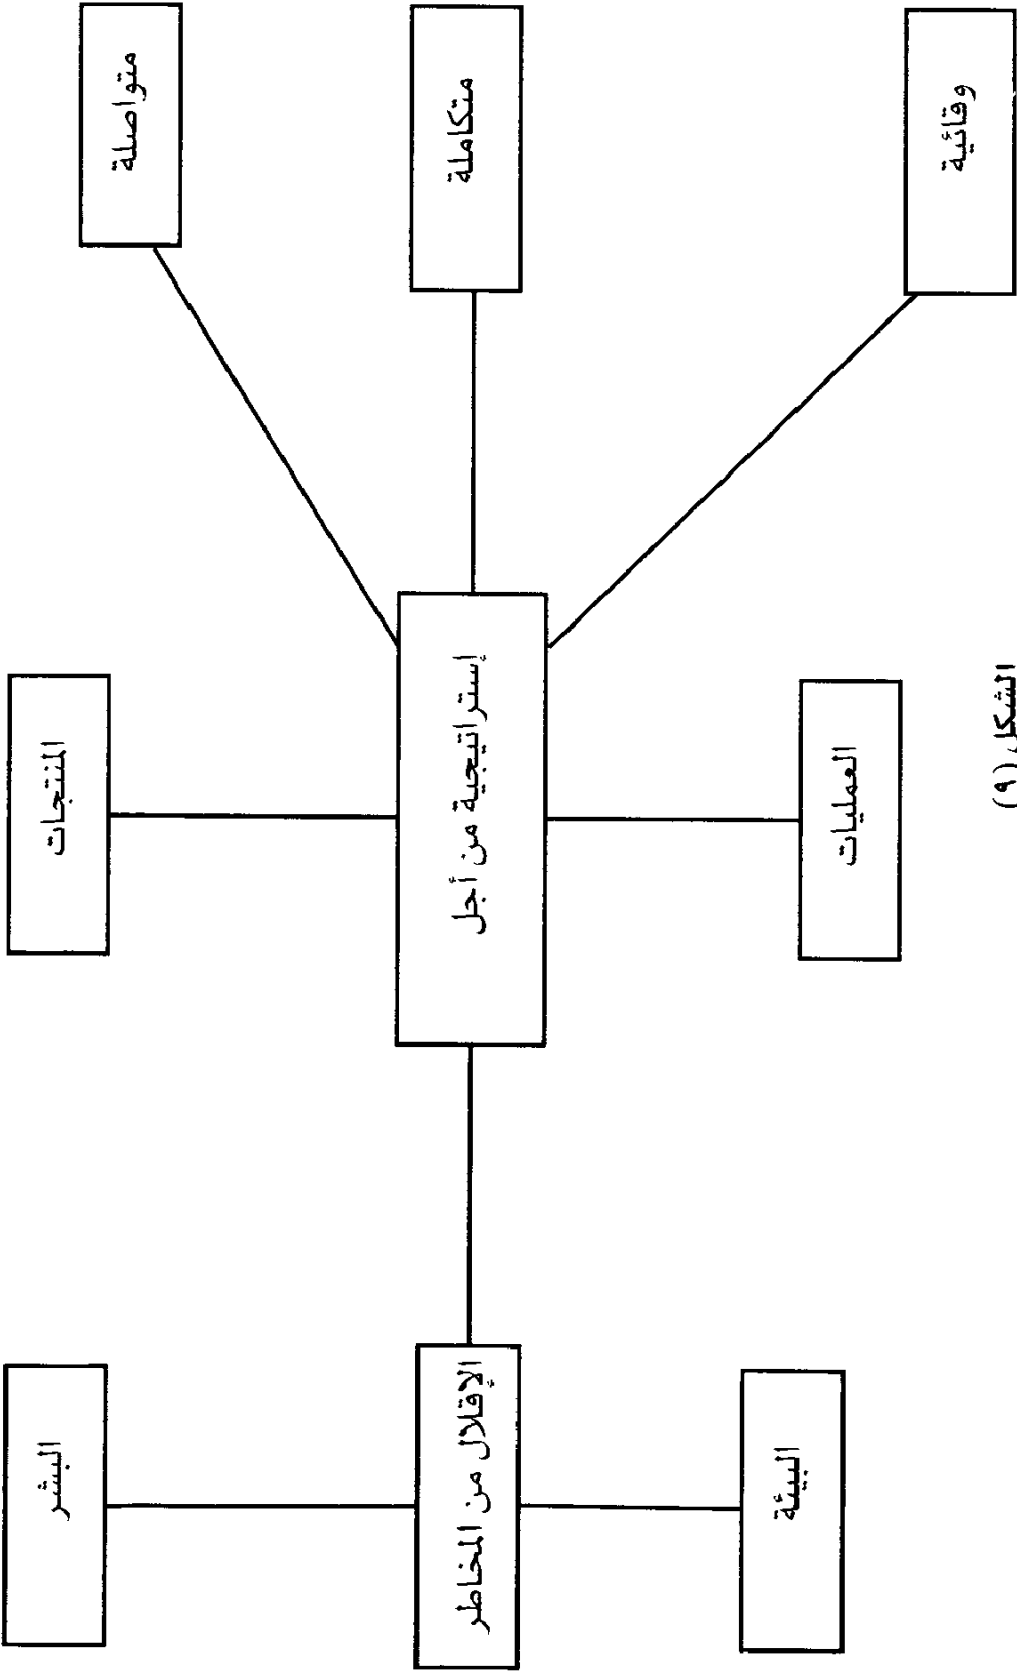 متواصلة
المنتجات
البشر
متكاملة
إستراتيجية من أجل
الإقلال من المخاطر
وقائية
العمليات
البيئة
الشكل (٩)